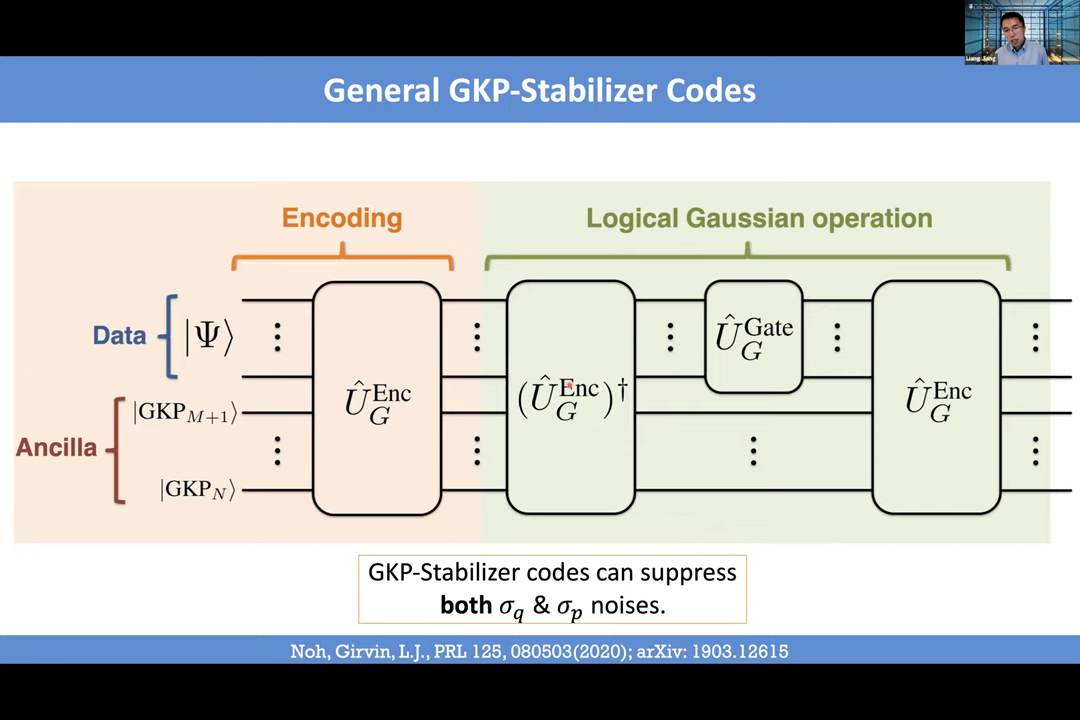 Liang Jiang
General GKP-Stabilizer Codes
Encoding
Logical Gaussian operation
Data
|Ψ⟩
Ancilla
|GKP_{M+1}⟩
|GKP_N⟩
Û_G^{Enc}
(Û_G^{Enc})†
Û_G^{Gate}
Û_G^{Enc}
GKP-Stabilizer codes can suppress
both σ_q & σ_p noises.
Noh, Girvin, L.J., PRL 125, 080503(2020); arXiv: 1903.12615